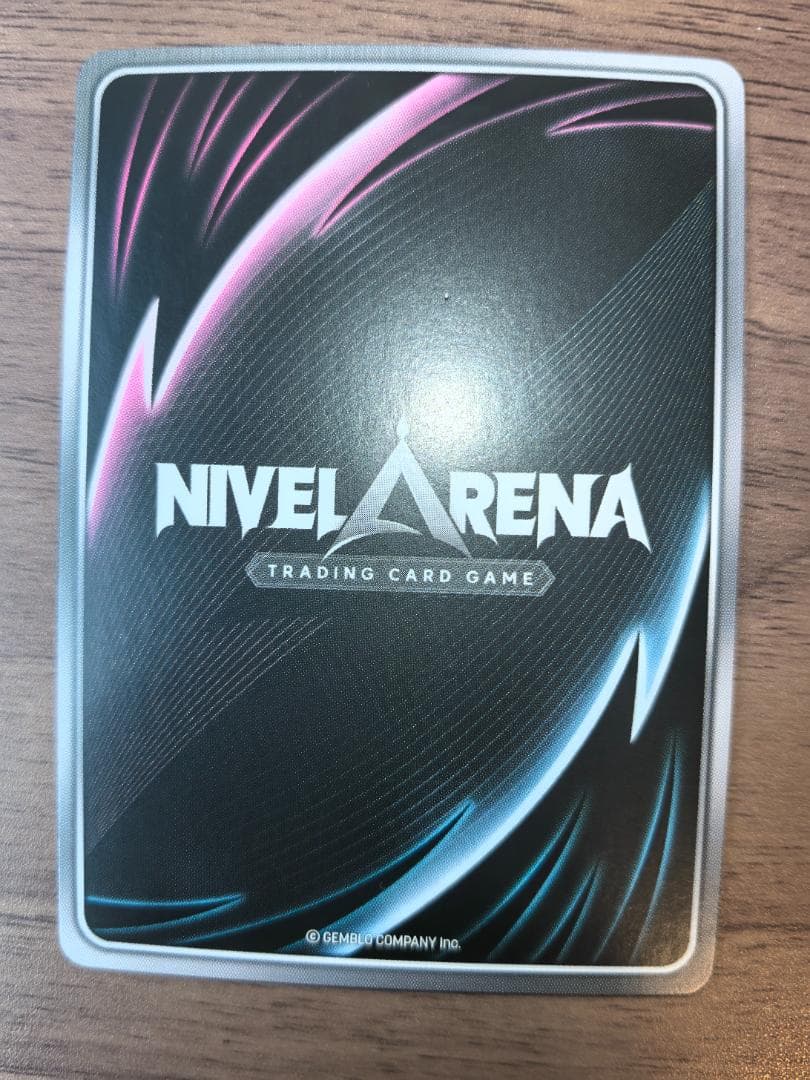 NIVEL ARENA
TRADING CARD GAME
© GEMBLO COMPANY Inc.